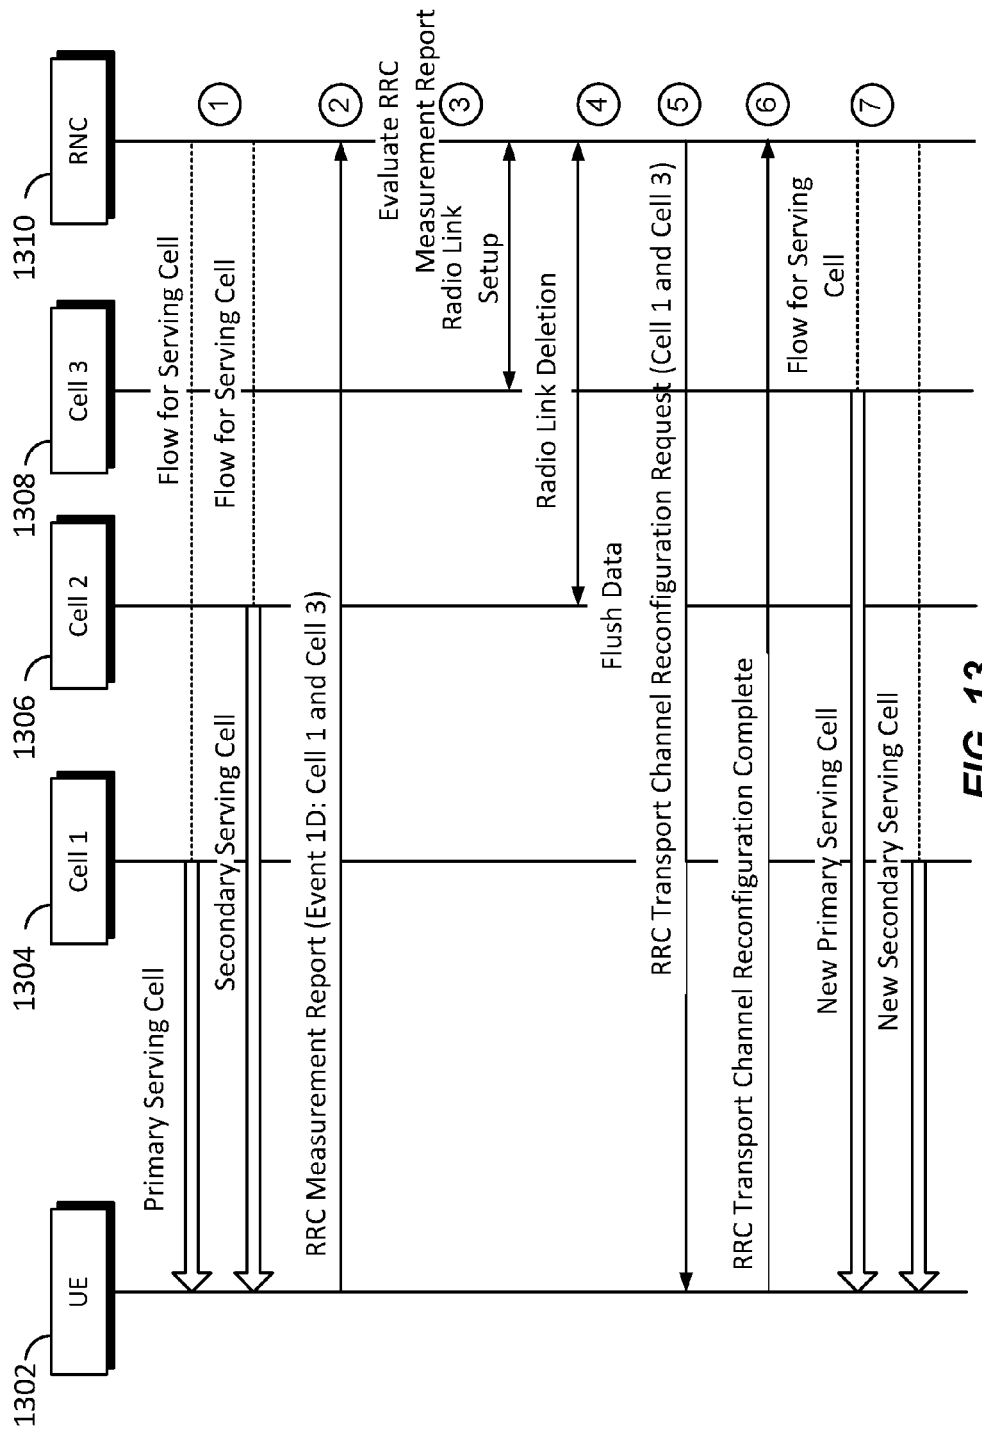 1302
UE
1304
Cell 1
1306
Cell 2
1308
Cell 3
1310
RNC
Primary Serving Cell
Flow for Serving Cell
1
Secondary Serving Cell
Flow for Serving Cell
RRC Measurement Report (Event 1D: Cell 1 and Cell 3)
2
Evaluate RRC
Measurement Report
3
Radio Link
Setup
Radio Link Deletion
4
Flush Data
RRC Transport Channel Reconfiguration Request (Cell 1 and Cell 3)
5
RRC Transport Channel Reconfiguration Complete
6
New Primary Serving Cell
Flow for Serving
Cell
7
New Secondary Serving Cell
FIG. 13